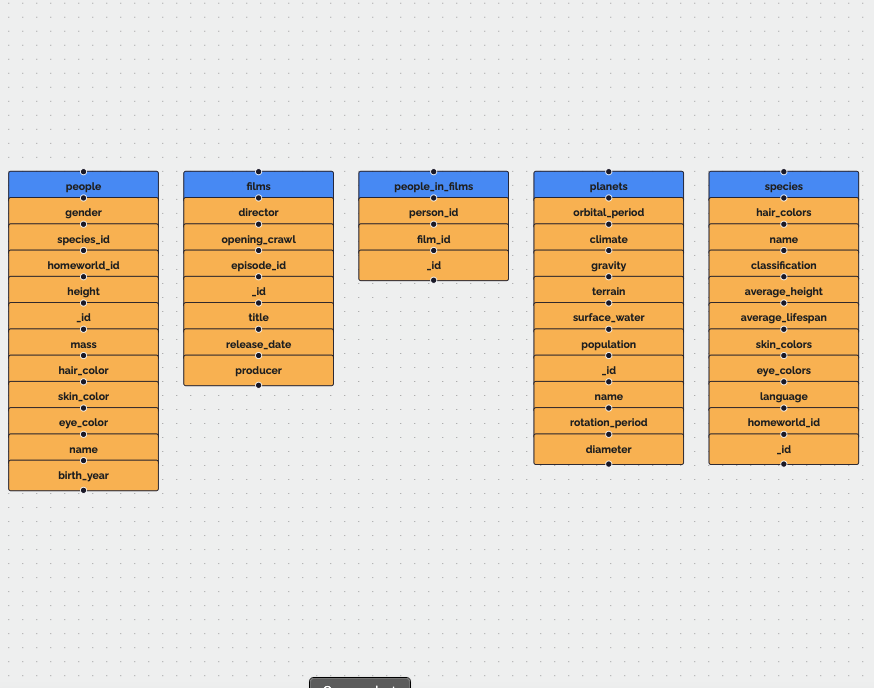 people
gender
species_id
homeworld_id
height
_id
mass
hair_color
skin_color
eye_color
name
birth_year
films
director
opening_crawl
episode_id
_id
title
release_date
producer
people_in_films
person_id
film_id
_id
planets
orbital_period
climate
gravity
terrain
surface_water
population
_id
name
rotation_period
diameter
species
hair_colors
name
classification
average_height
average_lifespan
skin_colors
eye_colors
language
homeworld_id
_id